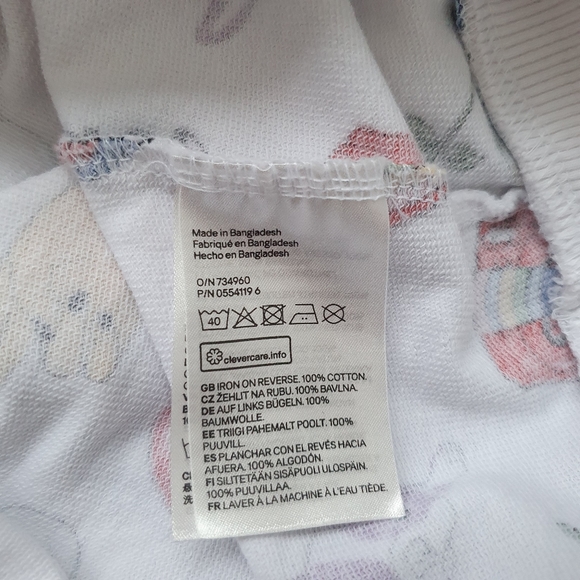 Made in Bangladesh
Fabriqué en Bangladesh
Hecho en Bangladesh
O/N 734960
P/N 0554119 6
40
clevercare.info
GB IRON ON REVERSE. 100% COTTON.
CZ ŽEHLIT NA RUBU. 100% BAVLNA.
DE AUF LINKS BÜGELN. 100%
BAUMWOLLE.
EE TRIIGI PAHEMALT POOLT. 100%
PUUVILL.
ES PLANCHAR CON EL REVÉS HACIA
AFUERA. 100% ALGODÓN.
FI SILITETÄÄN SISÄPUOLI ULOSPÄIN.
100% PUUVILLAA.
FR LAVER À LA MACHINE À L'EAU TIÈDE.